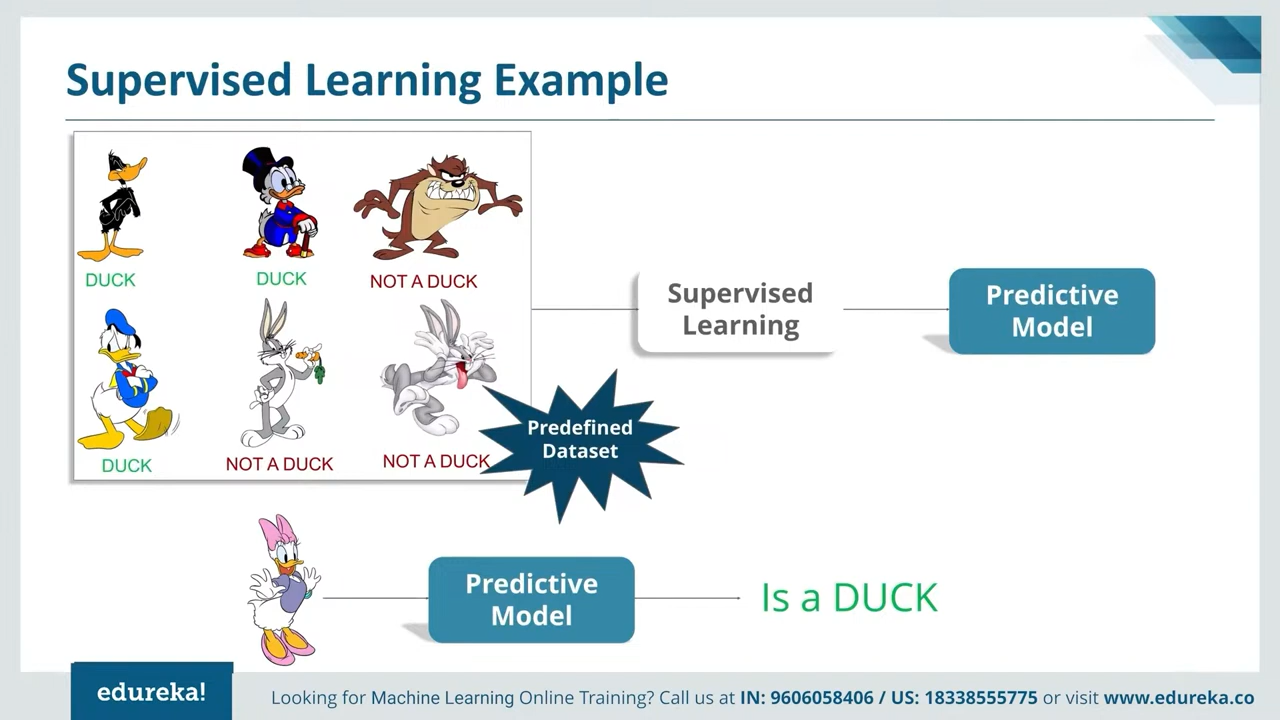 Supervised Learning Example
DUCK
DUCK
NOT A DUCK
DUCK
NOT A DUCK
NOT A DUCK
Predefined
Dataset
Supervised
Learning
Predictive
Model
Predictive
Model
Is a DUCK
edureka!
Looking for Machine Learning Online Training? Call us at IN: 9606058406 / US: 18338555775 or visit www.edureka.co